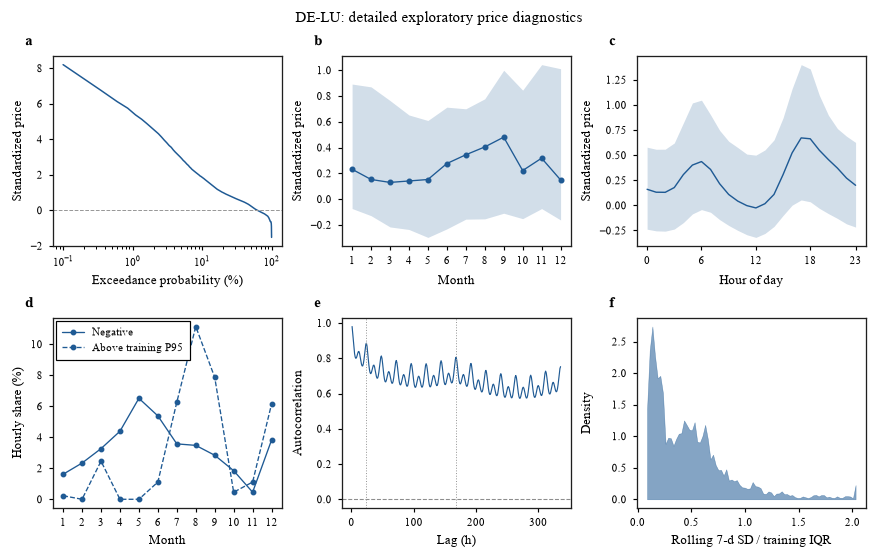 DE-LU: detailed exploratory price diagnostics
a
Standardized price
8
6
4
2
0
−2
10⁻¹ 10⁰ 10¹ 10²
Exceedance probability (%)
b
Standardized price
1.0
0.8
0.6
0.4
0.2
0.0
−0.2
1 2 3 4 5 6 7 8 9 10 11 12
Month
c
Standardized price
1.25
1.00
0.75
0.50
0.25
0.00
−0.25
0 6 12 18 23
Hour of day
d
Negative
Above training P95
Hourly share (%)
10
8
6
4
2
0
1 2 3 4 5 6 7 8 9 10 11 12
Month
e
Autocorrelation
1.0
0.8
0.6
0.4
0.2
0.0
0 100 200 300
Lag (h)
f
Density
2.5
2.0
1.5
1.0
0.5
0.0
0.0 0.5 1.0 1.5 2.0
Rolling 7-d SD / training IQR